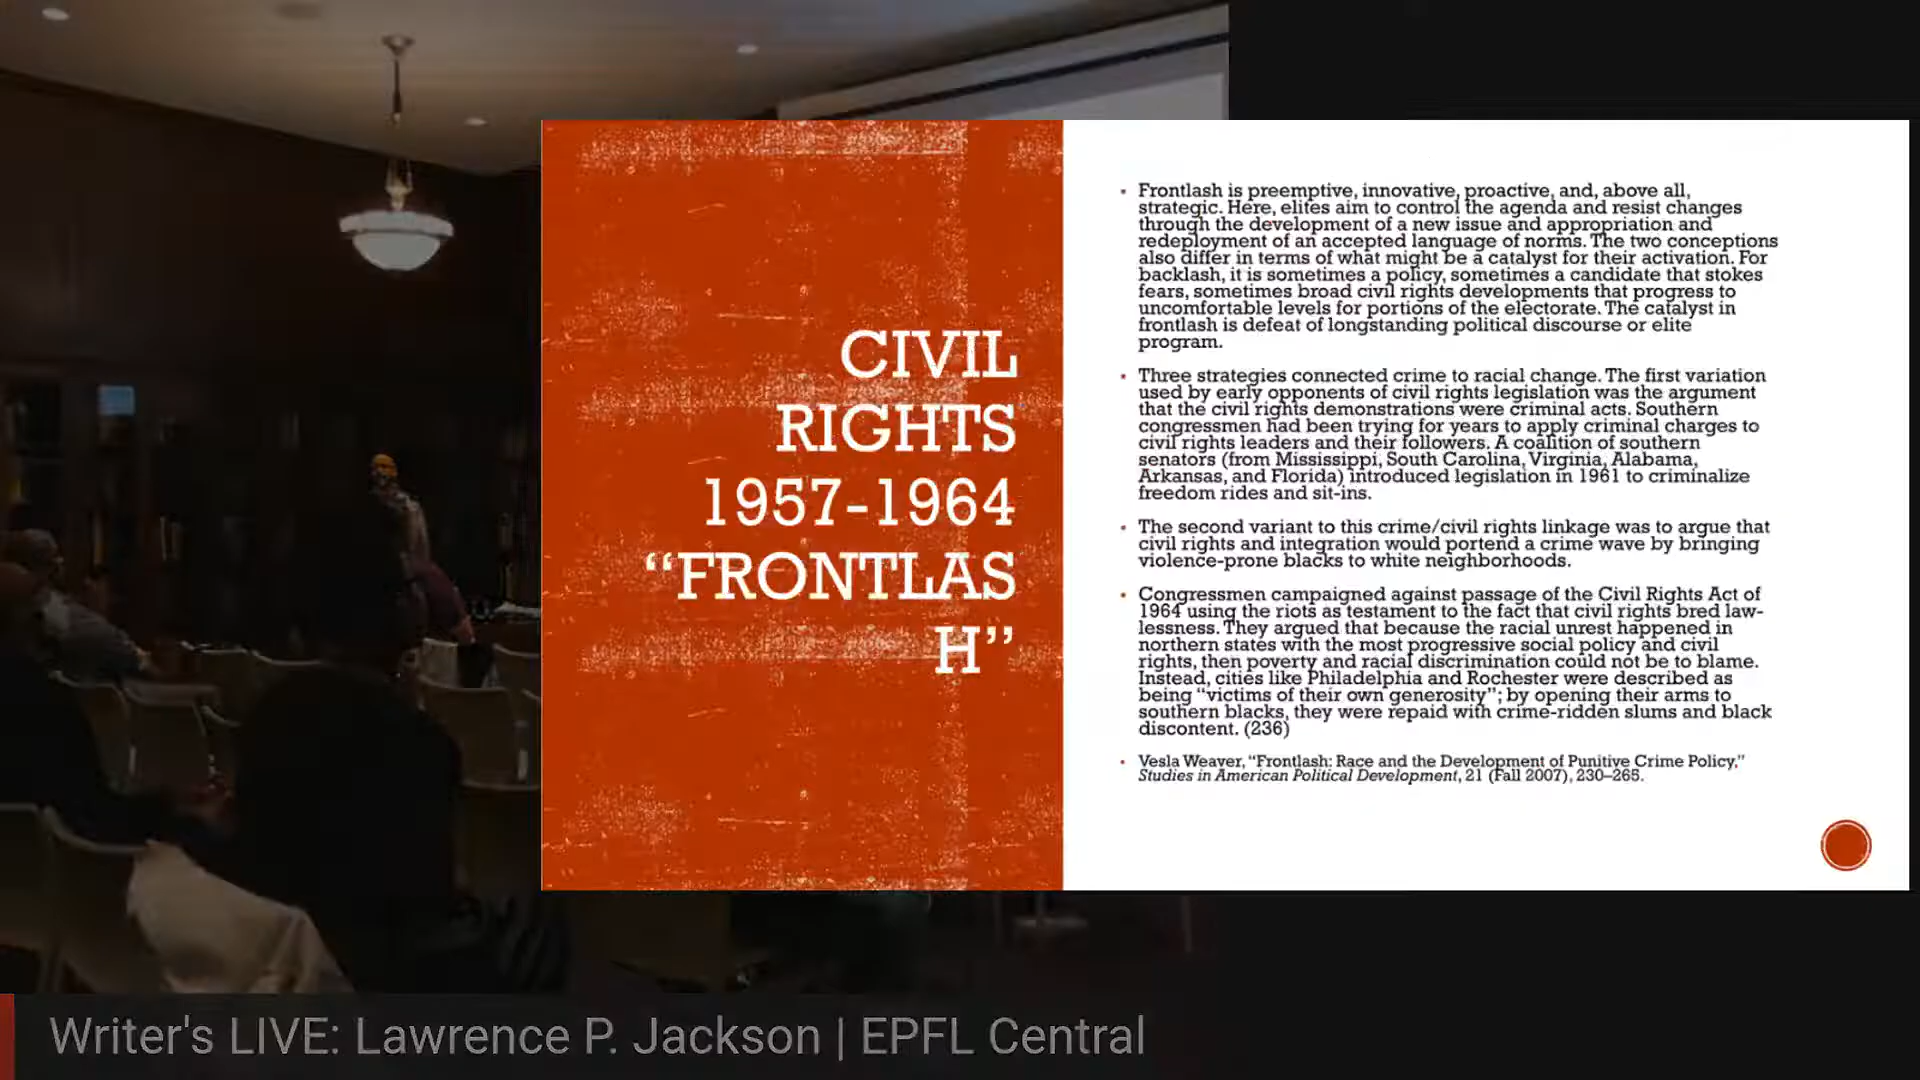 CIVIL
RIGHTS
1957-1964
“FRONTLAS
H”
▪ Frontlash is preemptive, innovative, proactive, and, above all,
strategic. Here, elites aim to control the agenda and resist changes
through the development of a new issue and appropriation and
redeployment of an accepted language of norms. The two conceptions
also differ in terms of what might be a catalyst for their activation. For
backlash, it is sometimes a policy, sometimes a candidate that stokes
fears, sometimes broad civil rights developments that progress to
uncomfortable levels for portions of the electorate. The catalyst in
frontlash is defeat of longstanding political discourse or elite
program.
▪ Three strategies connected crime to racial change. The first variation
used by early opponents of civil rights legislation was the argument
that the civil rights demonstrations were criminal acts. Southern
congressmen had been trying for years to apply criminal charges to
civil rights leaders and their followers. A coalition of southern
senators (from Mississippi, South Carolina, Virginia, Alabama,
Arkansas, and Florida) introduced legislation in 1961 to criminalize
freedom rides and sit-ins.
▪ The second variant to this crime/civil rights linkage was to argue that
civil rights and integration would portend a crime wave by bringing
violence-prone blacks to white neighborhoods.
▪ Congressmen campaigned against passage of the Civil Rights Act of
1964 using the riots as testament to the fact that civil rights bred law-
lessness. They argued that because the racial unrest happened in
northern states with the most progressive social policy and civil
rights, then poverty and racial discrimination could not be to blame.
Instead, cities like Philadelphia and Rochester were described as
being “victims of their own generosity”; by opening their arms to
southern blacks, they were repaid with crime-ridden slums and black
discontent. (236)
▪ Vesla Weaver, “Frontlash: Race and the Development of Punitive Crime Policy,”
Studies in American Political Development, 21 (Fall 2007), 230–265.
Writer's LIVE: Lawrence P. Jackson | EPFL Central